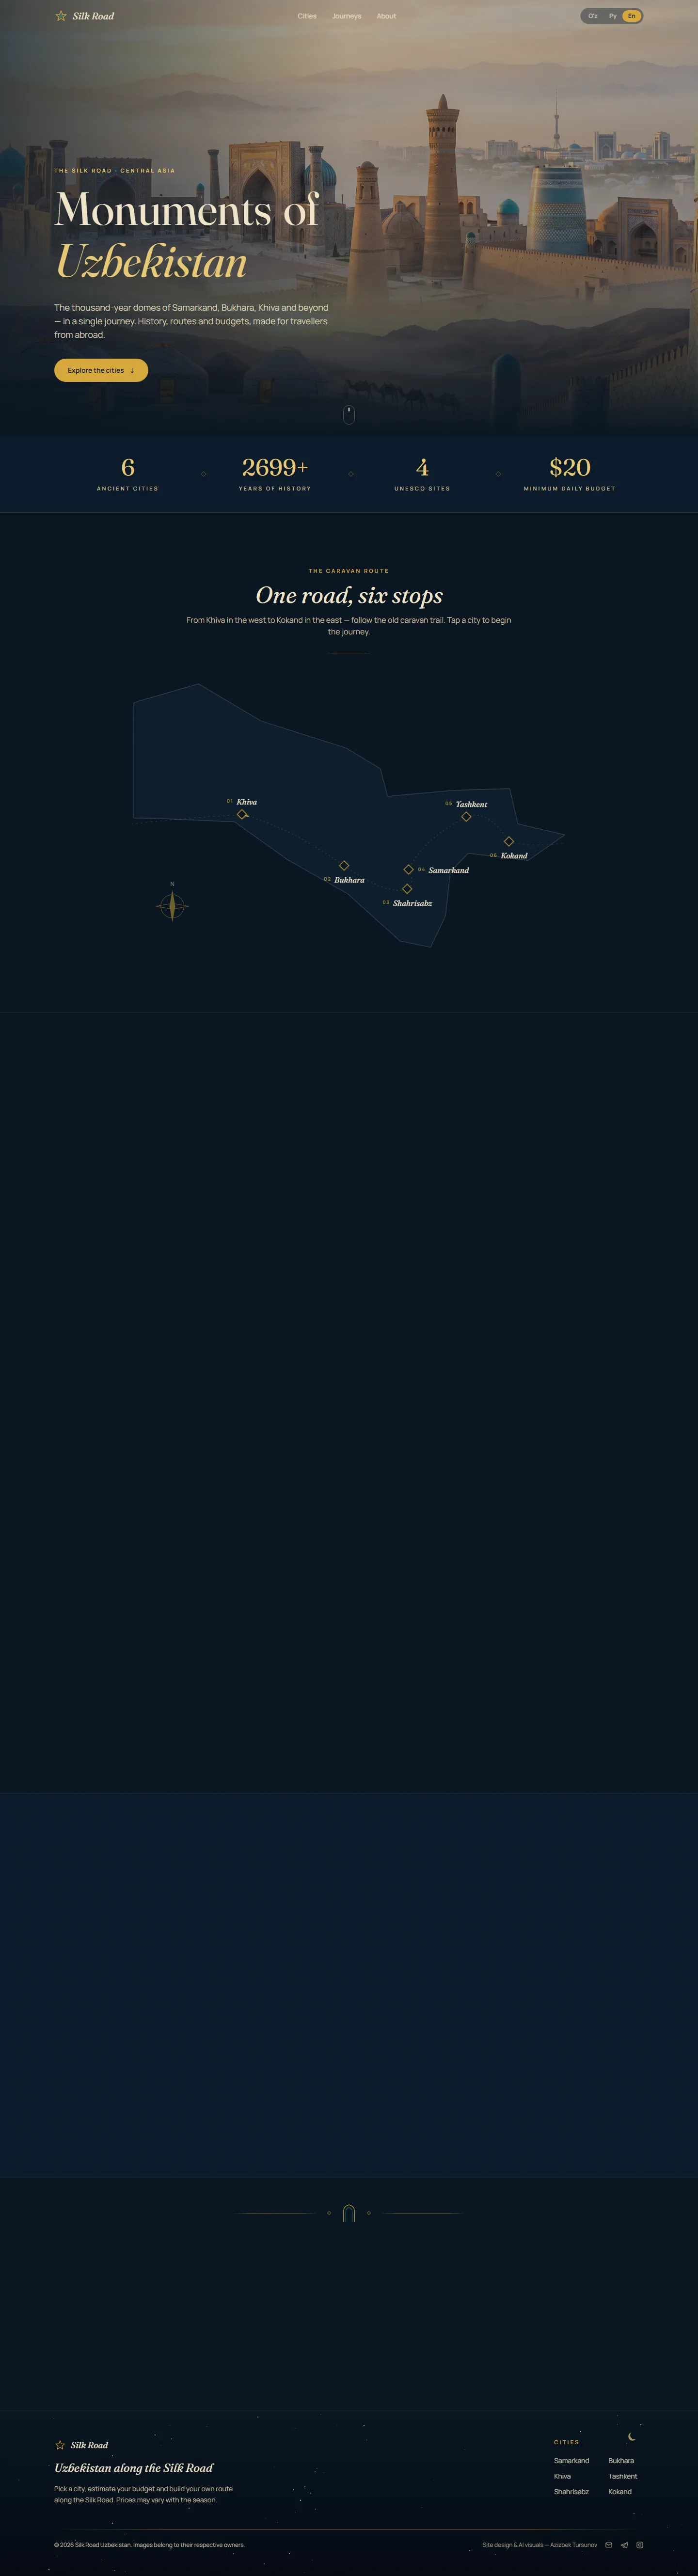 Silk Road
Cities Journeys About
O'z Ру En
THE SILK ROAD · CENTRAL ASIA
Monuments of
Uzbekistan
The thousand-year domes of Samarkand, Bukhara, Khiva and beyond
— in a single journey. History, routes and budgets, made for travellers
from abroad.
Explore the cities ↓
6
ANCIENT CITIES
2699+
YEARS OF HISTORY
4
UNESCO SITES
$20
MINIMUM DAILY BUDGET
THE CARAVAN ROUTE
One road, six stops
From Khiva in the west to Kokand in the east — follow the old caravan trail. Tap a city to begin
the journey.
01 Khiva
05 Tashkent
06 Kokand
04 Samarkand
02 Bukhara
03 Shahrisabz
N
Silk Road
Uzbekistan along the Silk Road
Pick a city, estimate your budget and build your own route
along the Silk Road. Prices may vary with the season.
CITIES
Samarkand Bukhara
Khiva Tashkent
Shahrisabz Kokand
© 2026 Silk Road Uzbekistan. Images belong to their respective owners.
Site design & AI visuals — Azizbek Tursunov